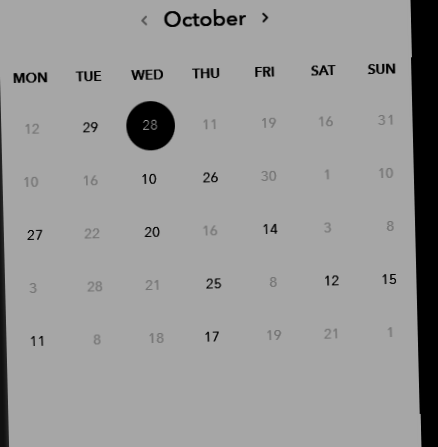 < October >
MON TUE WED THU FRI SAT SUN
12 29 28 11 19 16 31
10 16 10 26 30 1 10
27 22 20 16 14 3 8
3 28 21 25 8 12 15
11 8 18 17 19 21 1